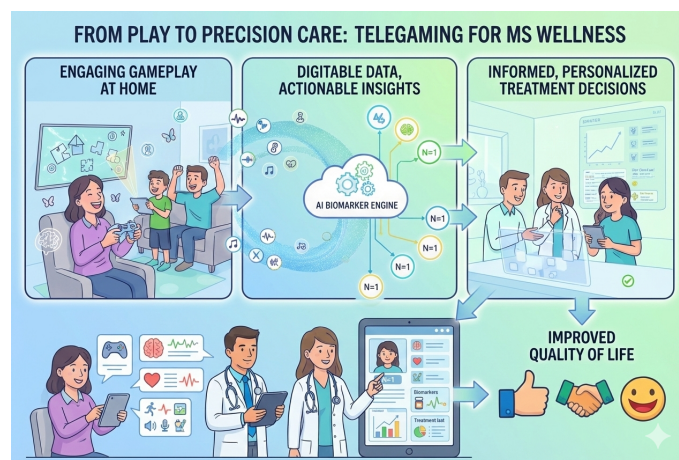 FROM PLAY TO PRECISION CARE: TELEGAMING FOR MS WELLNESS
ENGAGING GAMEPLAY
AT HOME
DIGITABLE DATA,
ACTIONABLE INSIGHTS
INFORMED, PERSONALIZED
TREATMENT DECISIONS
N=1
AI BIOMARKER ENGINE
N=1
N=1
N=1
N=1
IMPROVED
QUALITY OF LIFE
Biomarkers